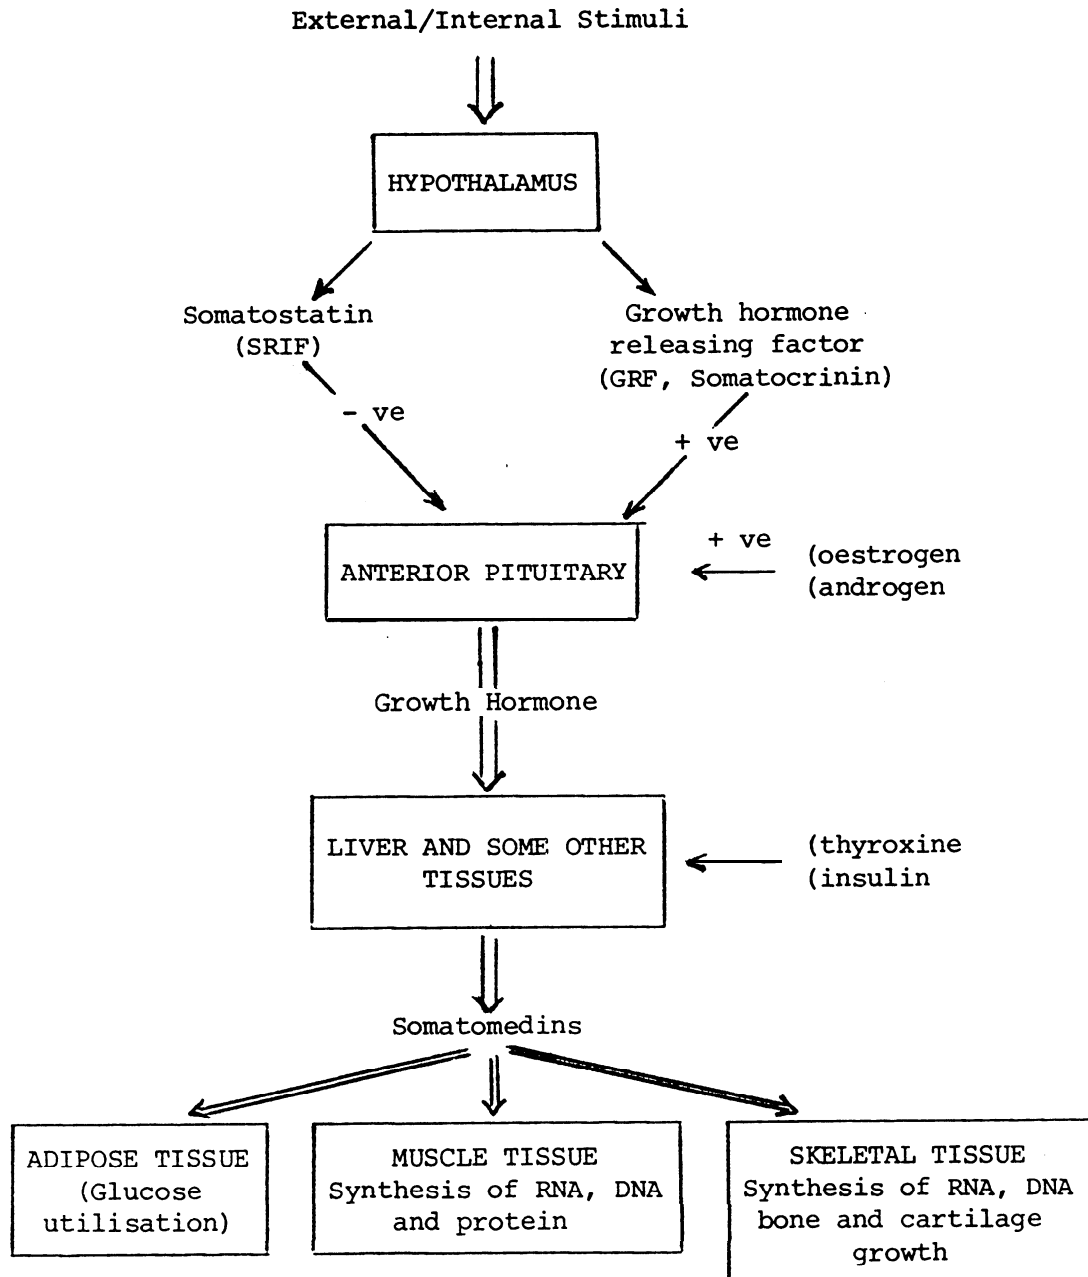 External/Internal Stimuli
HYPOTHALAMUS
Somatostatin
(SRIF)
Growth hormone
releasing factor
(GRF, Somatocrinin)
- ve
+ ve
ANTERIOR PITUITARY
+ ve
(oestrogen
(androgen
Growth Hormone
LIVER AND SOME OTHER
TISSUES
(thyroxine
(insulin
Somatomedins
ADIPOSE TISSUE
(Glucose
utilisation)
MUSCLE TISSUE
Synthesis of RNA, DNA
and protein
SKELETAL TISSUE
Synthesis of RNA, DNA
bone and cartilage
growth